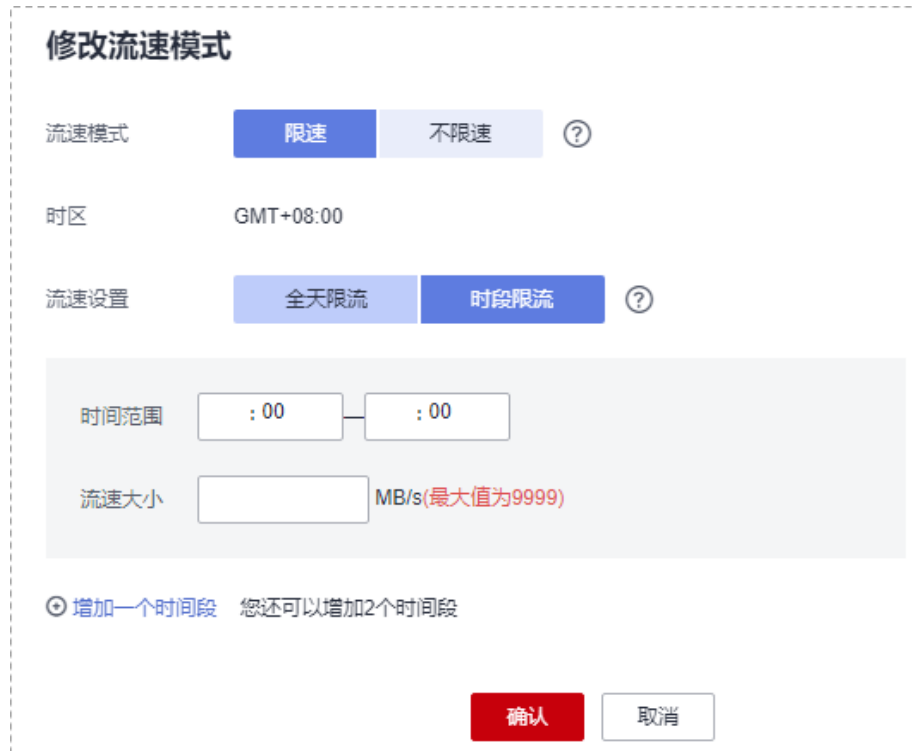 修改流速模式
流速模式 限速 不限速 ?
时区 GMT+08:00
流速设置 全天限流 时段限流 ?
时间范围 : 00 — : 00
流速大小 MB/s(最大值为9999)
增加一个时间段 您还可以增加2个时间段
确认 取消